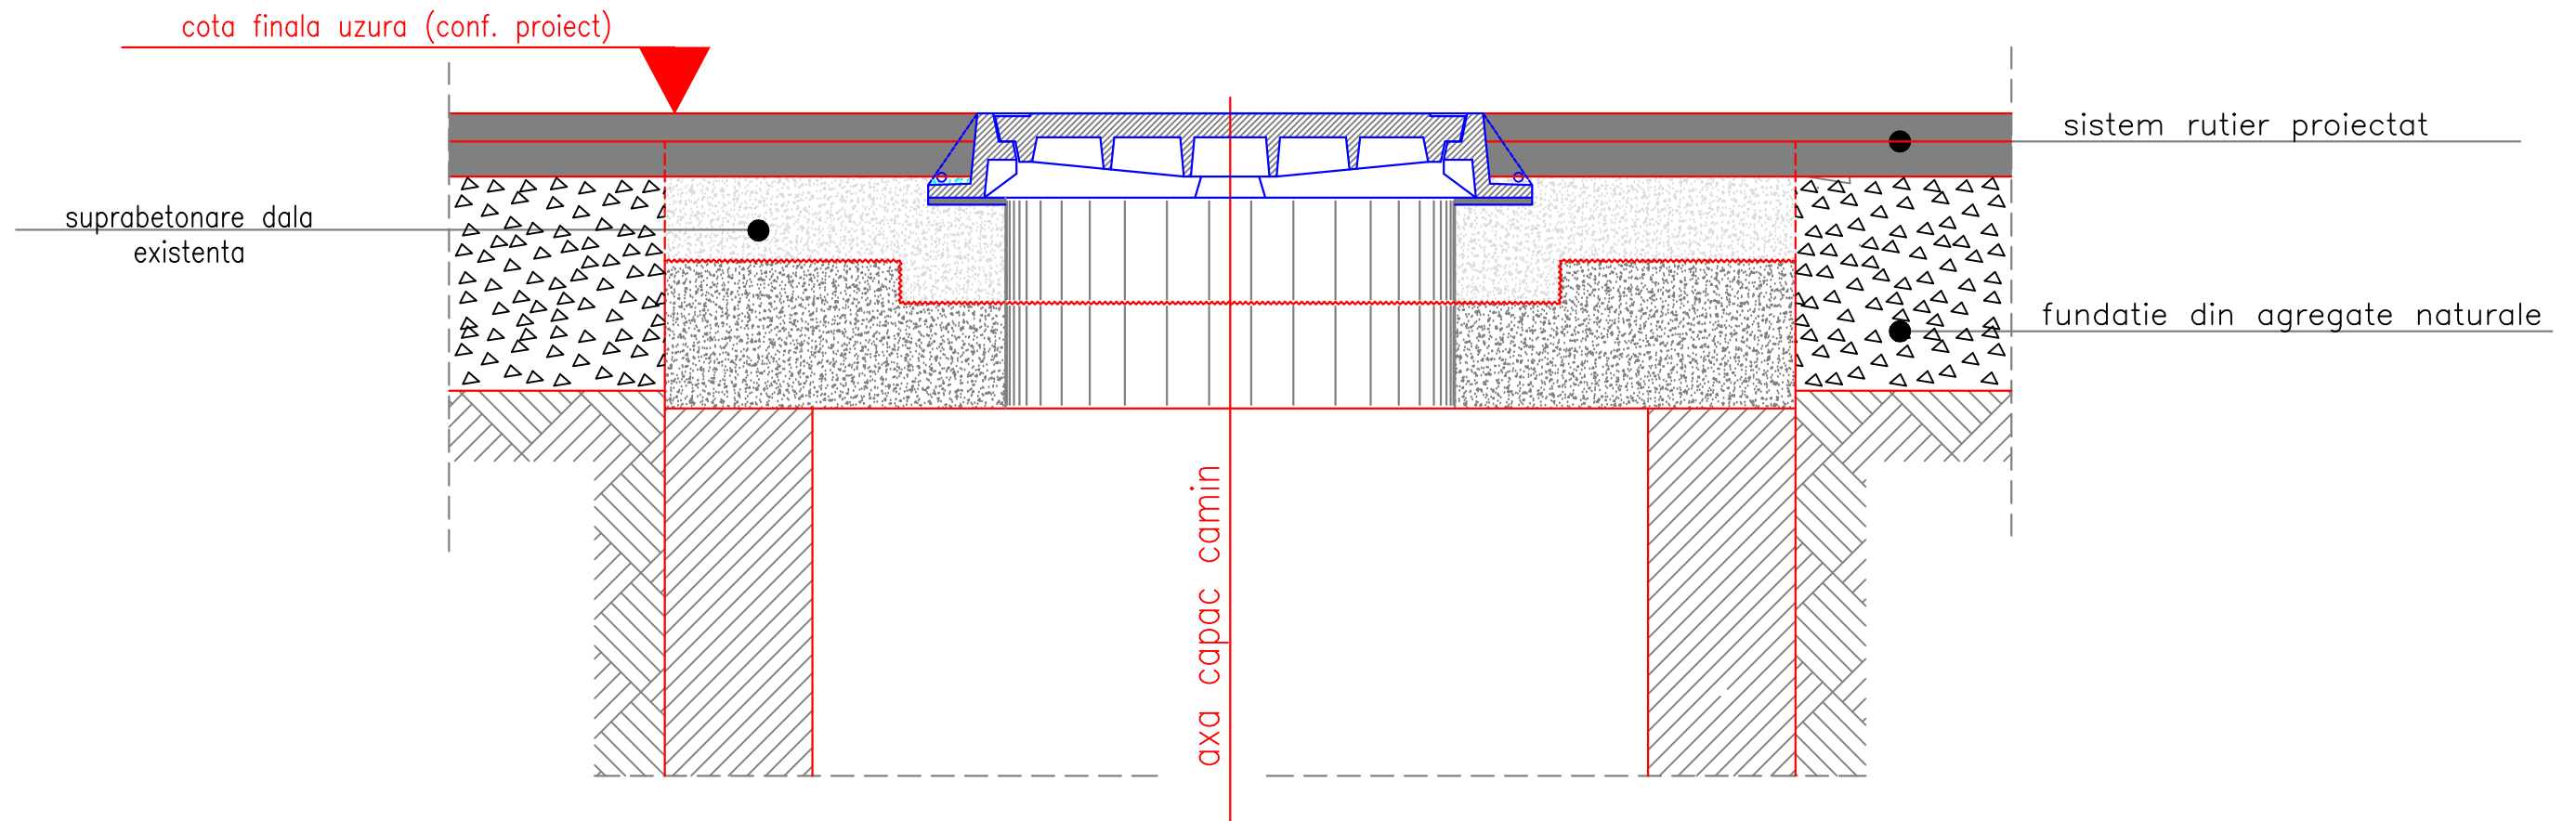 cota finala uzura (conf. proiect)
sistem rutier proiectat
suprabetonare dala
existenta
fundatie din agregate naturale
axa capac camin